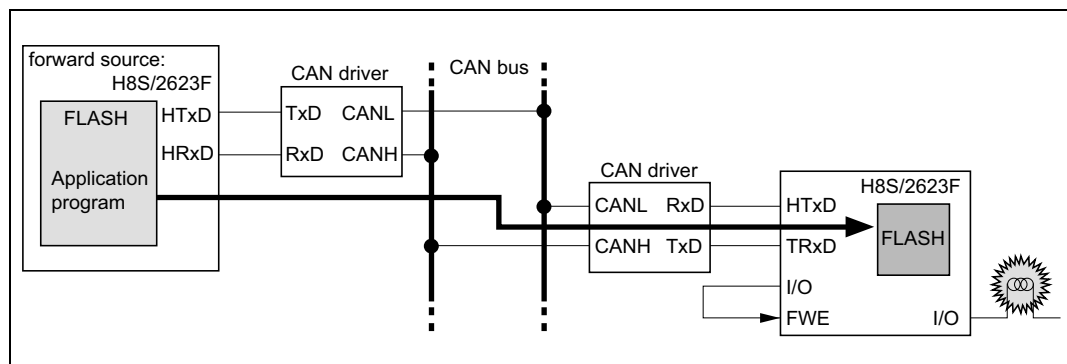 forward source:
H8S/2623F
FLASH
Application
program
HTxD
HRxD
CAN driver
TxD CANL
RxD CANH
CAN bus
CAN driver
CANL RxD
CANH TxD
H8S/2623F
HTxD
TRxD
FLASH
I/O
FWE
I/O